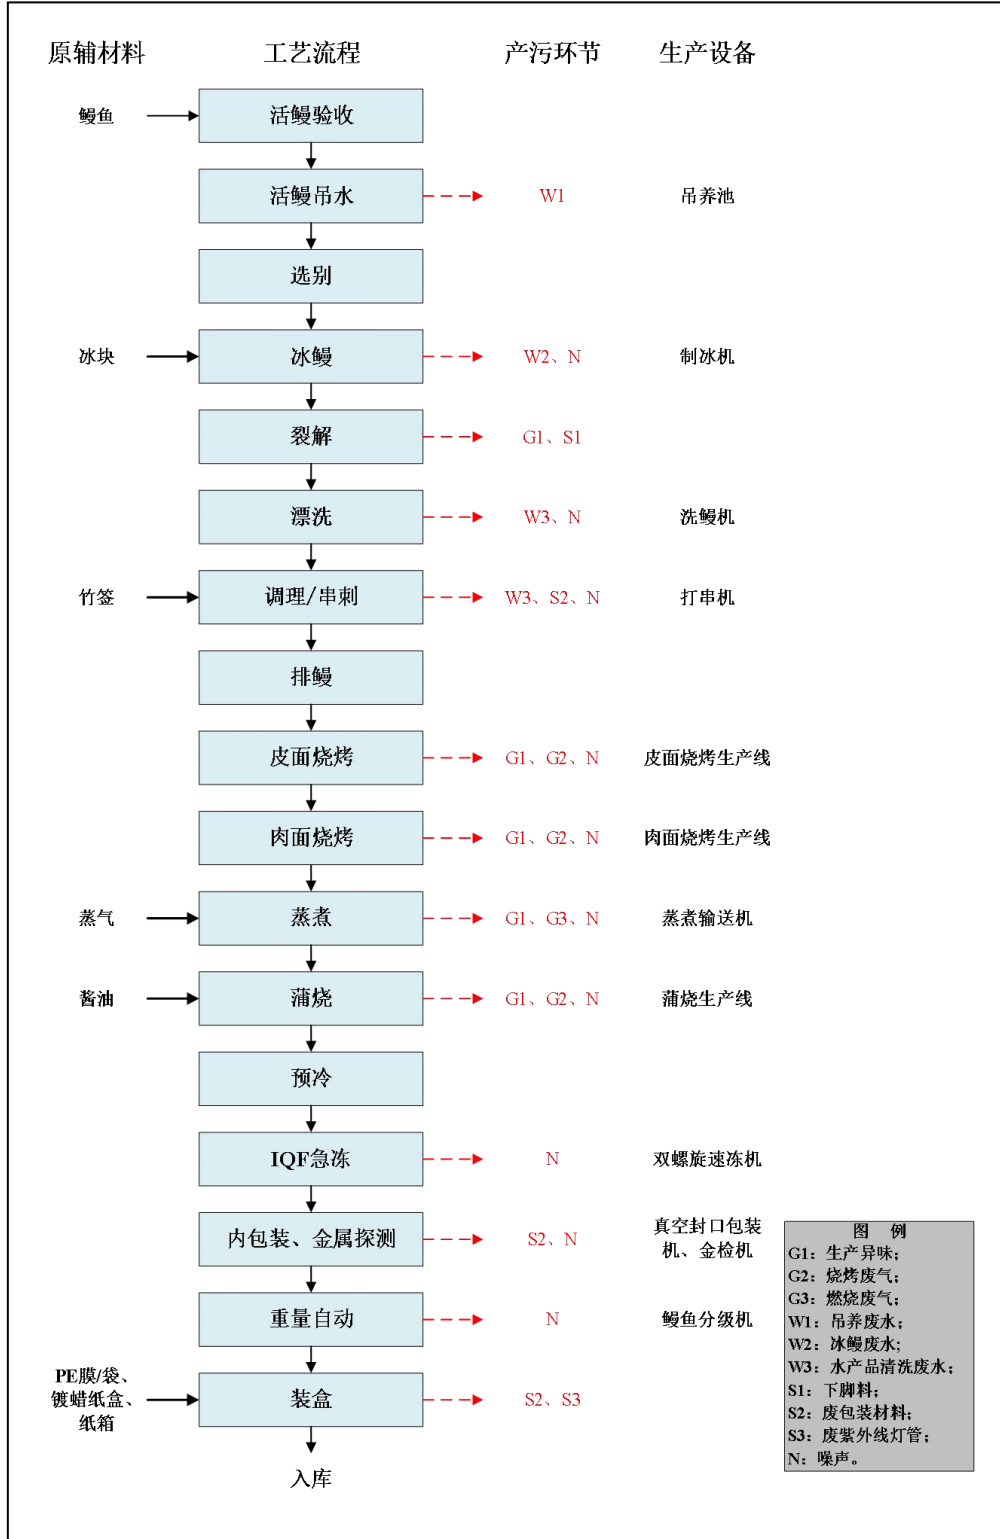 原辅材料 工艺流程 产污环节 生产设备
鳗鱼 活鳗验收
活鳗吊水 W1 吊养池
选别
冰块 冰鳗 W2、N 制冰机
裂解 G1、S1
漂洗 W3、N 洗鳗机
竹签 调理/串刺 W3、S2、N 打串机
排鳗
皮面烧烤 G1、G2、N 皮面烧烤生产线
肉面烧烤 G1、G2、N 肉面烧烤生产线
蒸气 蒸煮 G1、G3、N 蒸煮输送机
酱油 蒲烧 G1、G2、N 蒲烧生产线
预冷
IQF急冻 N 双螺旋速冻机
内包装、金属探测 S2、N 真空封口包装
机、金检机
重量自动 N 鳗鱼分级机
PE膜/袋、
镀蜡纸盒、
纸箱
装盒 S2、S3
入库
图 例
G1：生产异味；
G2：烧烤废气；
G3：燃烧废气；
W1：吊养废水；
W2：冰鳗废水;
W3：水产品清洗废水；
S1：下脚料；
S2：废包装材料；
S3：废紫外线灯管；
N：噪声。